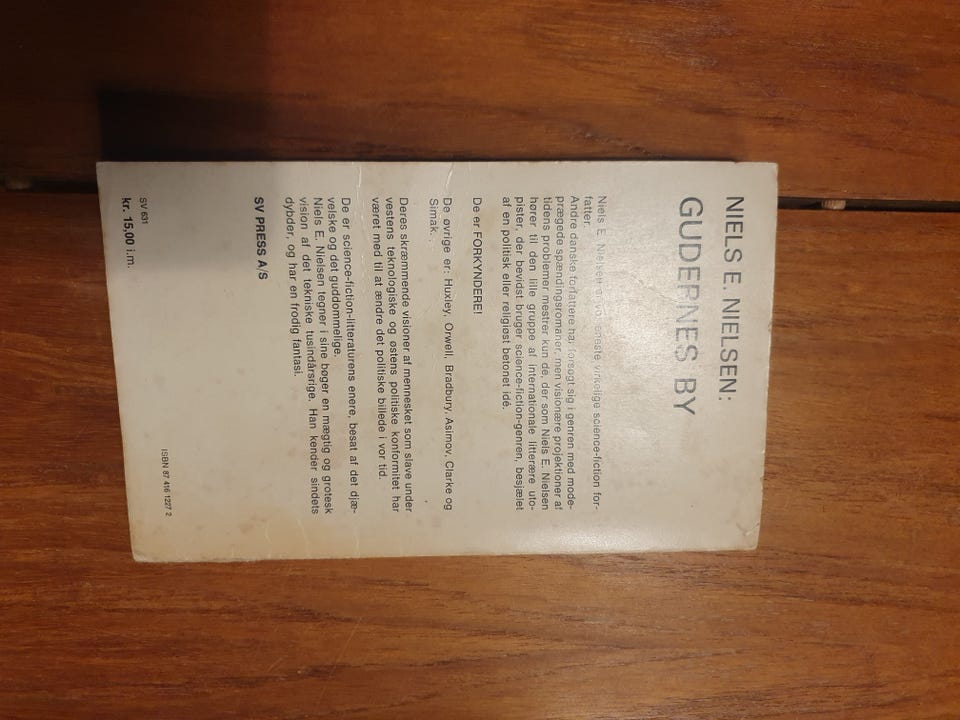 NIELS E. NIELSEN:
GUDERNES BY
Niels E. Nielsen er vor eneste virkelige science-fiction for-
fatter.
Andre danske forfattere har forsøgt sig i genren med mode-
prægede spændingsromaner, men visionære projektioner af
tidens problemer mestrer kun de, der som Niels E. Nielsen
hører til den lille gruppe af internationale litterære uto-
pister, der bevidst bruger science-fiction-genren, besjælet
af en politisk eller religiøst betonet idé.
De er FORKYNDERE!
De øvrige er: Huxley, Orwell, Bradbury, Asimov, Clarke og
Simak.
Deres skræmmende visioner af mennesket som slave under
vestens teknologiske og østens politiske konformitet har
været med til at ændre det politiske billede i vor tid.
De er science-fiction-litteraturens enere, besat af det djæ-
velske og det guddommelige.
Niels E. Nielsen tegner i sine bøger en mægtig og grotesk
vision af det tekniske tusindårsrige. Han kender sindets
dybder, og har en frodig fantasi.
SV PRESS A/S
SV 631
kr. 15,00 i.m.
ISBN 87 416 1227 2